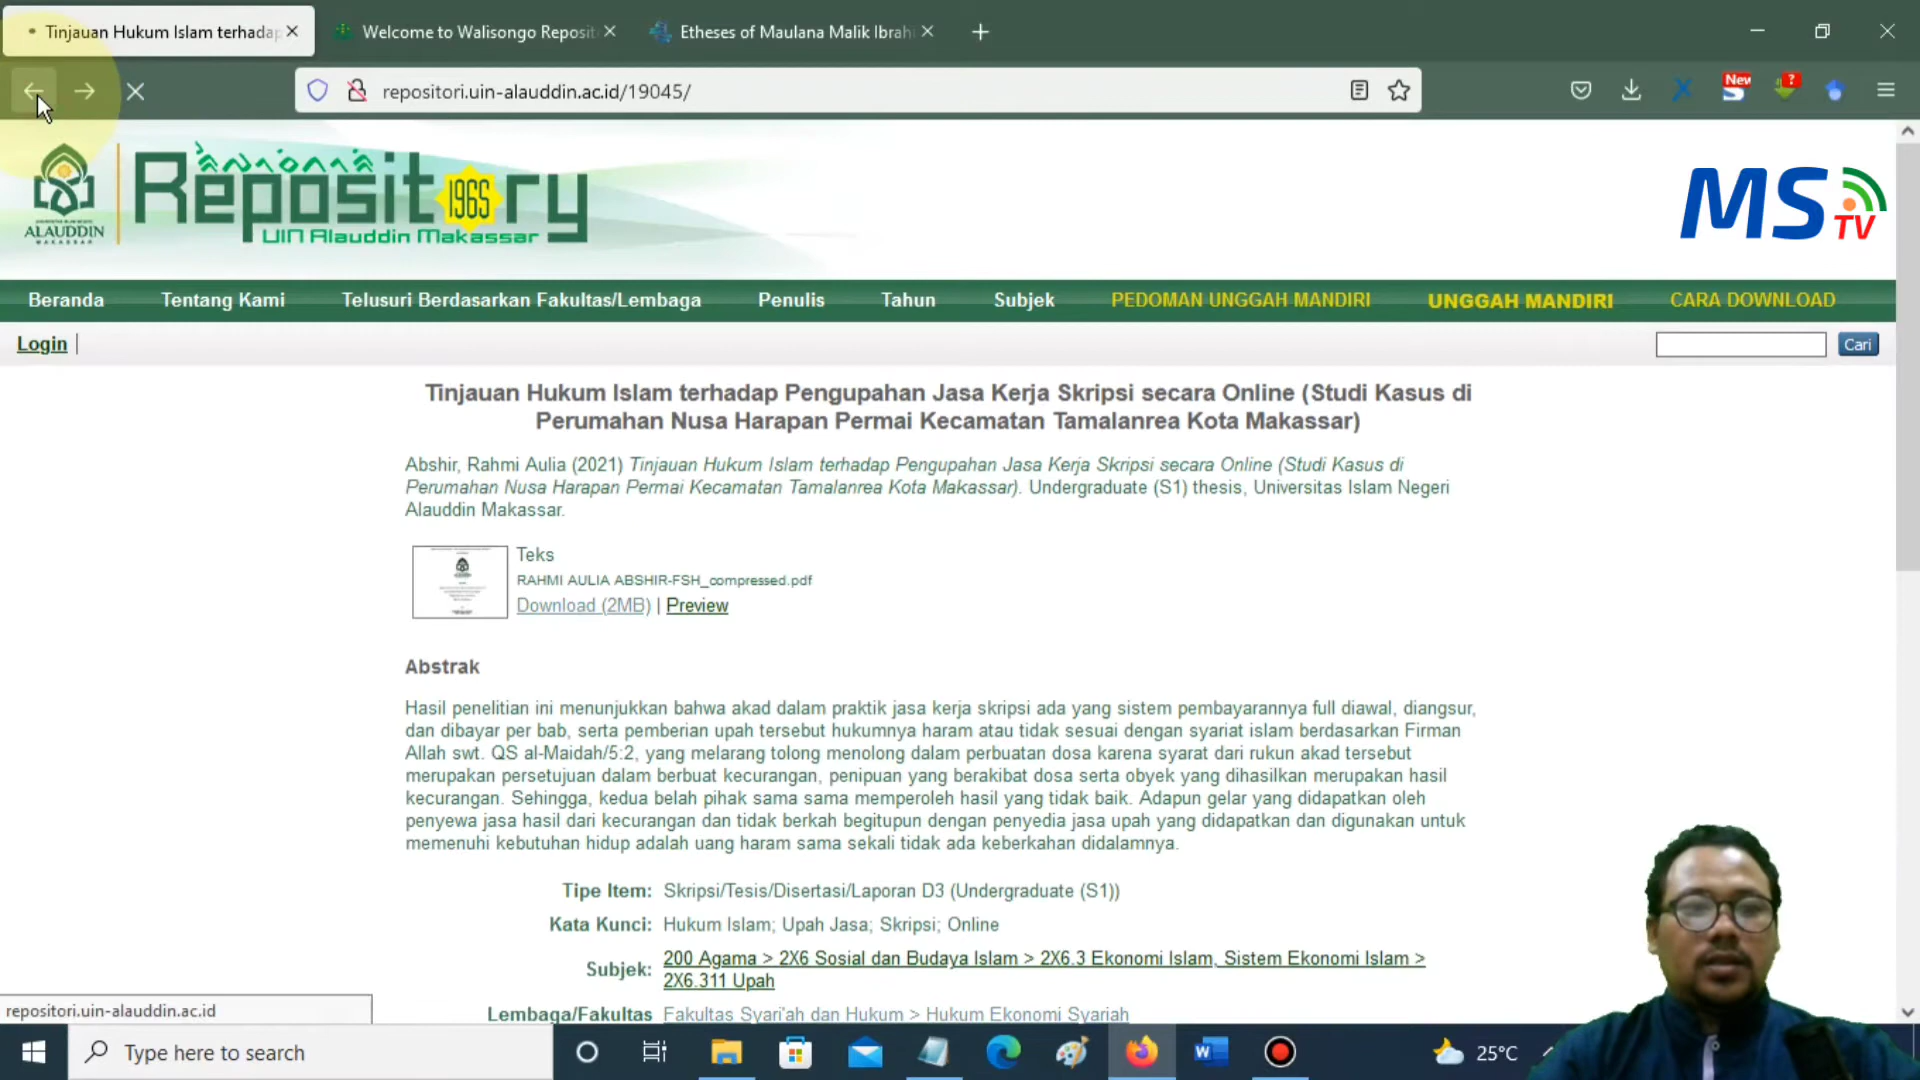 Tinjauan Hukum Islam terhadap
Welcome to Walisongo Reposit
Etheses of Maulana Malik Ibrah
repositori.uin-alauddin.ac.id/19045/
New
?
ALAUDDIN
MAKASSAR
Repository
1965
UIN Alauddin Makassar
MS
TV
Beranda Tentang Kami Telusuri Berdasarkan Fakultas/Lembaga Penulis Tahun Subjek PEDOMAN UNGGAH MANDIRI UNGGAH MANDIRI CARA DOWNLOAD
Login |
Cari
Tinjauan Hukum Islam terhadap Pengupahan Jasa Kerja Skripsi secara Online (Studi Kasus di
Perumahan Nusa Harapan Permai Kecamatan Tamalanrea Kota Makassar)
Abshir, Rahmi Aulia (2021) Tinjauan Hukum Islam terhadap Pengupahan Jasa Kerja Skripsi secara Online (Studi Kasus di
Perumahan Nusa Harapan Permai Kecamatan Tamalanrea Kota Makassar). Undergraduate (S1) thesis, Universitas Islam Negeri
Alauddin Makassar.
Teks
RAHMI AULIA ABSHIR-FSH_compressed.pdf
Download (2MB) | Preview
Abstrak
Hasil penelitian ini menunjukkan bahwa akad dalam praktik jasa kerja skripsi ada yang sistem pembayarannya full diawal, diangsur,
dan dibayar per bab, serta pemberian upah tersebut hukumnya haram atau tidak sesuai dengan syariat islam berdasarkan Firman
Allah swt. QS al-Maidah/5:2, yang melarang tolong menolong dalam perbuatan dosa karena syarat dari rukun akad tersebut
merupakan persetujuan dalam berbuat kecurangan, penipuan yang berakibat dosa serta obyek yang dihasilkan merupakan hasil
kecurangan. Sehingga, kedua belah pihak sama sama memperoleh hasil yang tidak baik. Adapun gelar yang didapatkan oleh
penyewa jasa hasil dari kecurangan dan tidak berkah begitupun dengan penyedia jasa upah yang didapatkan dan digunakan untuk
memenuhi kebutuhan hidup adalah uang haram sama sekali tidak ada keberkahan didalamnya.
Tipe Item: Skripsi/Tesis/Disertasi/Laporan D3 (Undergraduate (S1))
Kata Kunci: Hukum Islam; Upah Jasa; Skripsi; Online
Subjek: 200 Agama > 2X6 Sosial dan Budaya Islam > 2X6.3 Ekonomi Islam, Sistem Ekonomi Islam >
2X6.311 Upah
Lembaga/Fakultas Fakultas Syari'ah dan Hukum > Hukum Ekonomi Syariah
repositori.uin-alauddin.ac.id
Type here to search
25°C